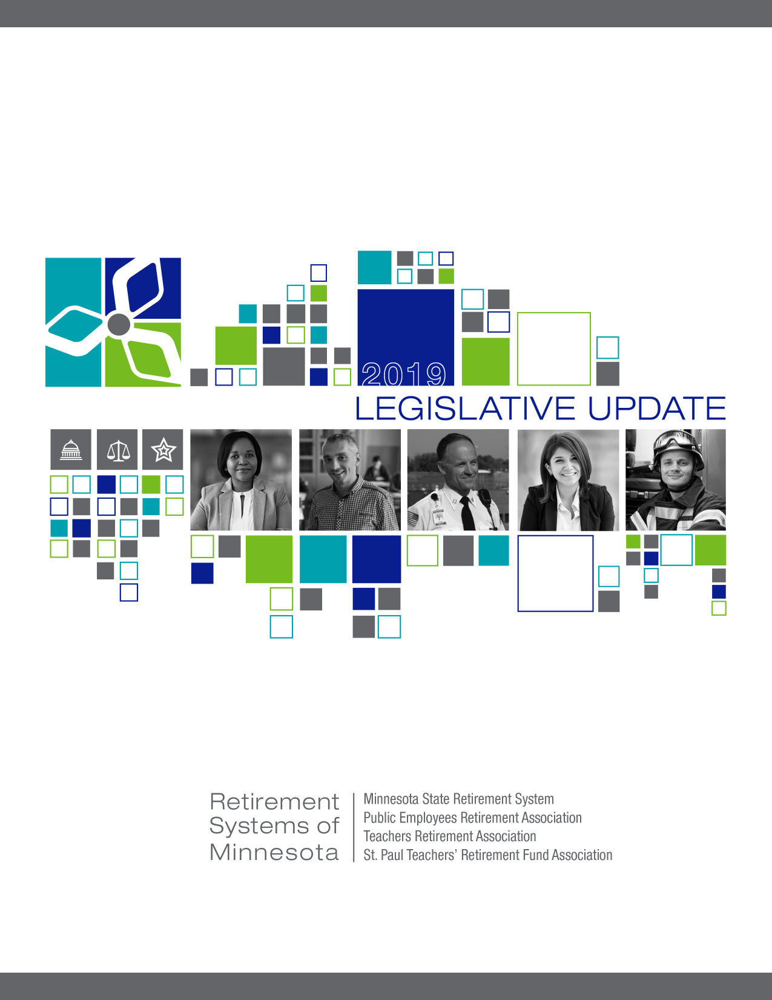 2019
LEGISLATIVE UPDATE
Retirement
Systems of
Minnesota
Minnesota State Retirement System
Public Employees Retirement Association
Teachers Retirement Association
St. Paul Teachers’ Retirement Fund Association